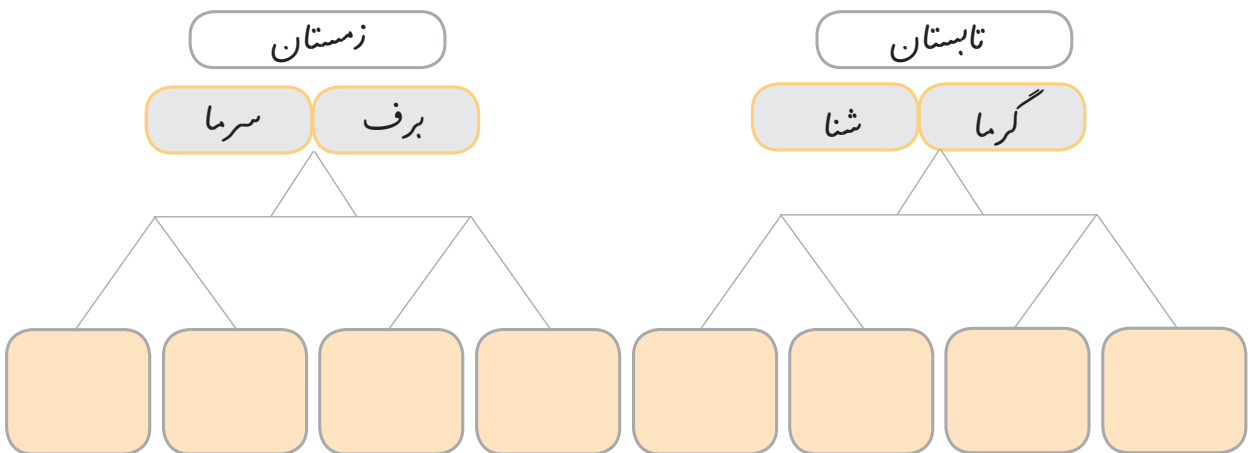 تابستان
زمستان
گرما
شنا
برف
سرما